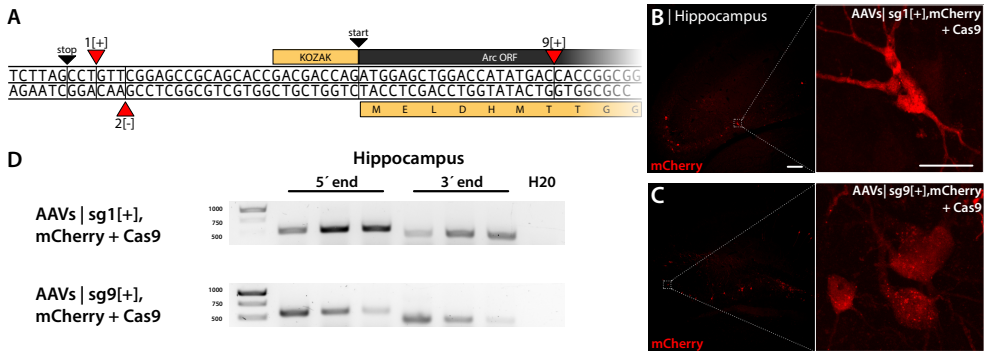 A
stop
1[+]
start
9[+]
KOZAK
Arc ORF
TCTTAGCCTGTTCGGAGCCGCAGCACCGACGACCAGATGGAGCTGGACCATATGACCACCGGCGG
AGAATCGGACAAGCCTCGGCGTCGTGGCTGCTGGTCTACCTCGACCTGGTATACTGGTGGCGCC
M E L D H M T T G G
2[-]
B | Hippocampus
mCherry
AAVs| sg1[+],mCherry
+ Cas9
C
mCherry
AAVs| sg9[+],mCherry
+ Cas9
D
Hippocampus
5´ end 3´ end H20
AAVs | sg1[+],
mCherry + Cas9
1000
750
500
AAVs | sg9[+],
mCherry + Cas9
1000
750
500